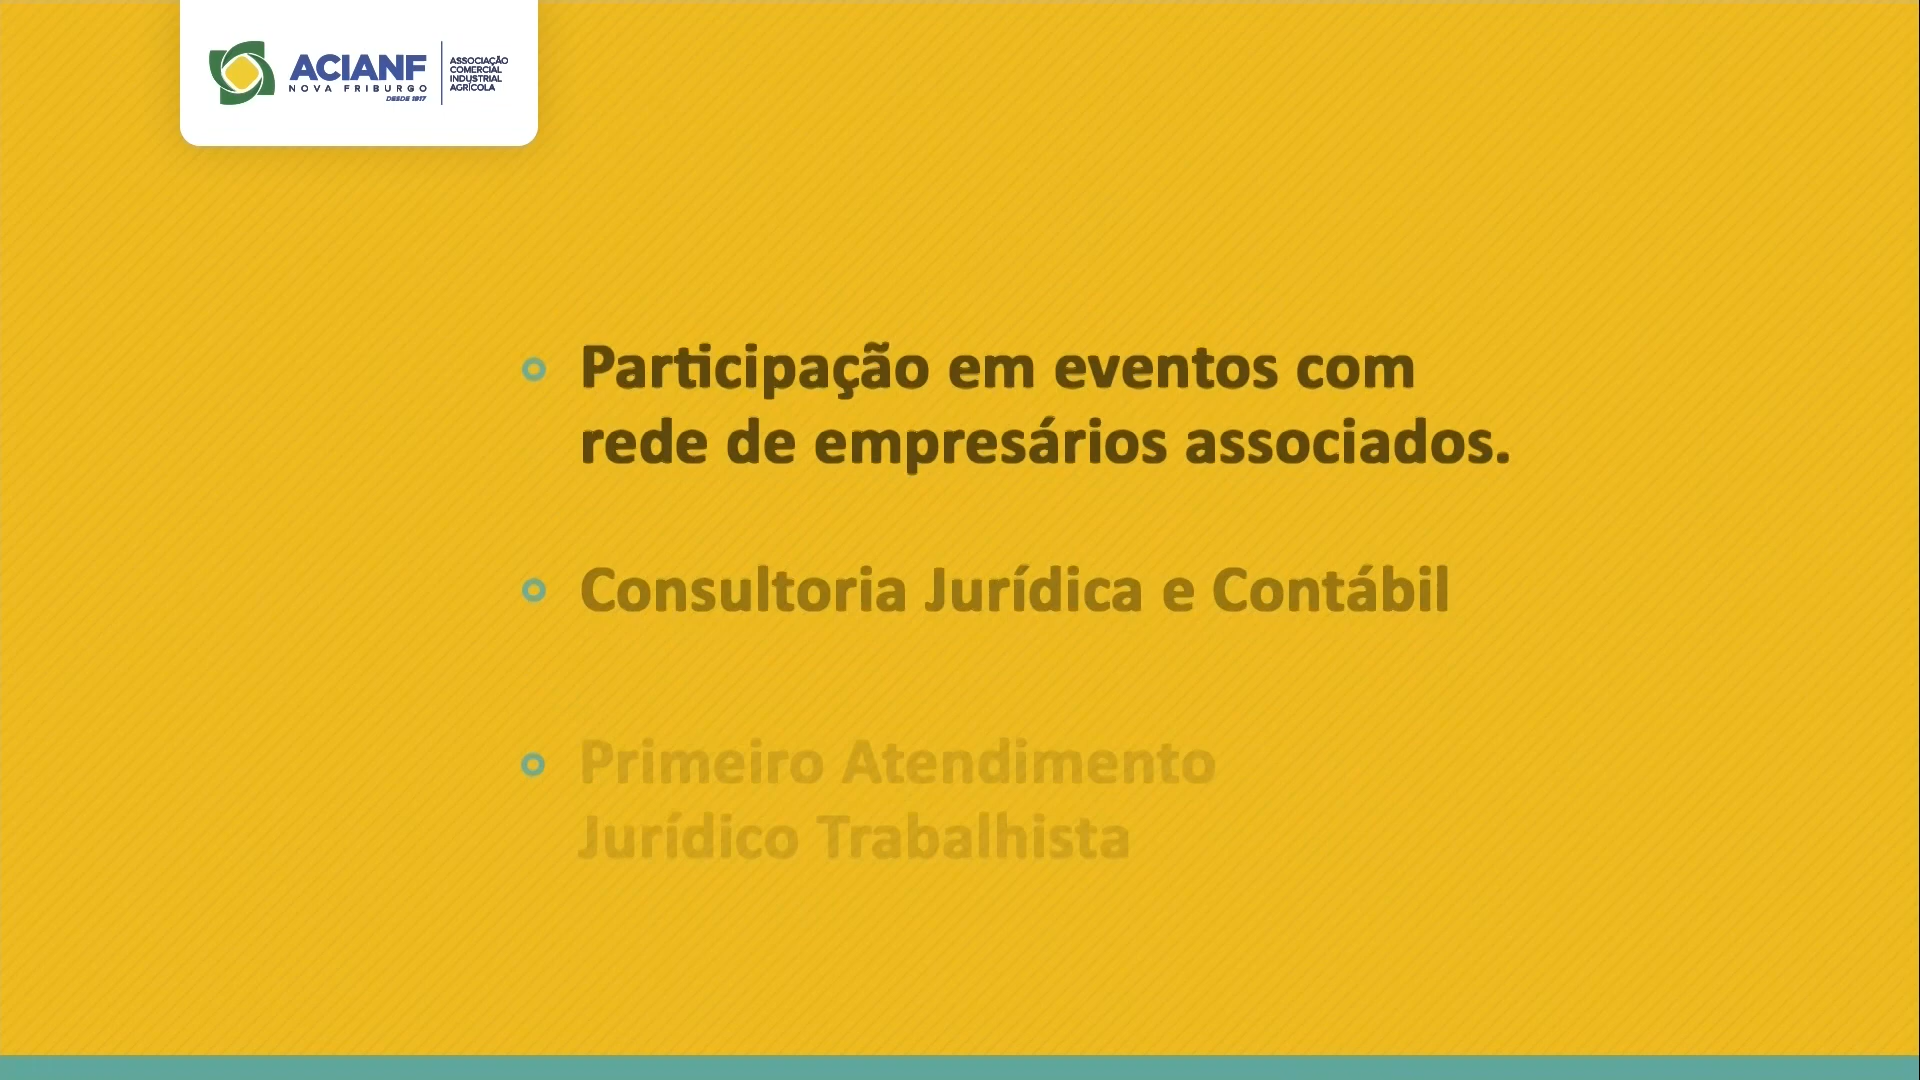 ACIANF
NOVA FRIBURGO
DESDE 1917
ASSOCIAÇÃO
COMERCIAL
INDUSTRIAL
AGRÍCOLA
Participação em eventos com
rede de empresários associados.
Consultoria Jurídica e Contábil
Primeiro Atendimento
Jurídico Trabalhista